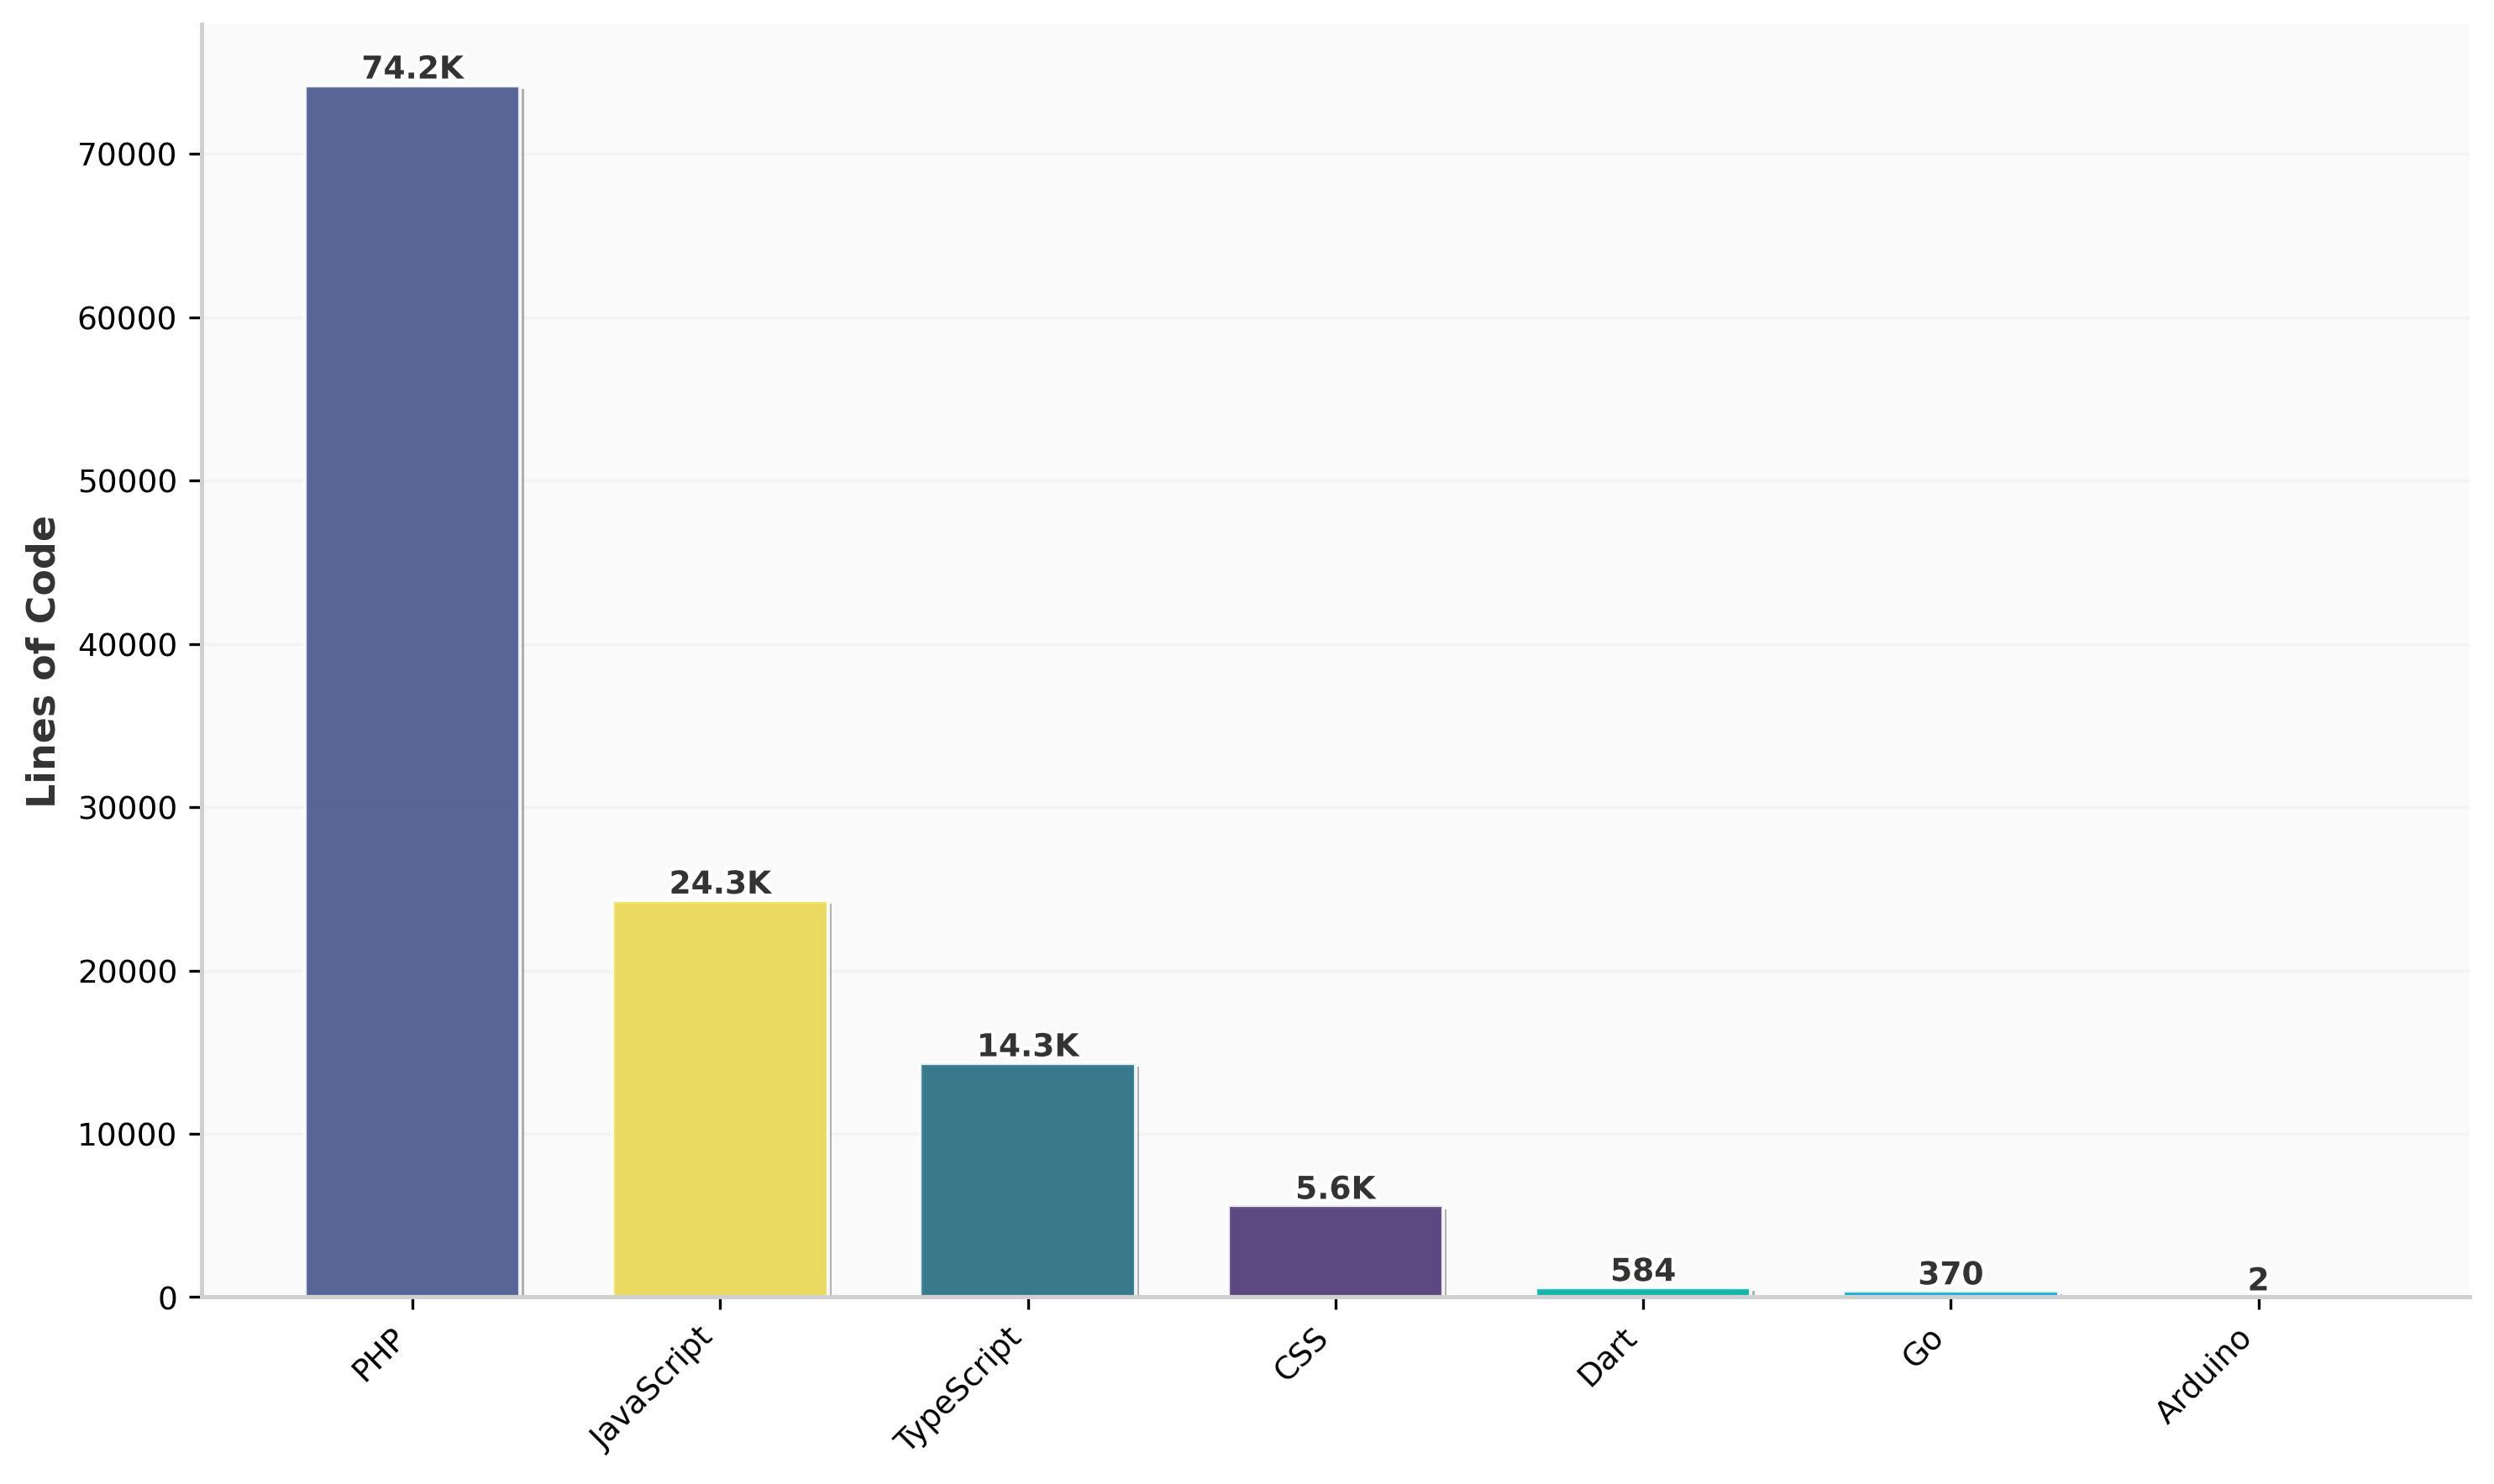 Lines of Code
70000
60000
50000
40000
30000
20000
10000
0
74.2K
24.3K
14.3K
5.6K
584
370
2
PHP
JavaScript
TypeScript
CSS
Dart
Go
Arduino